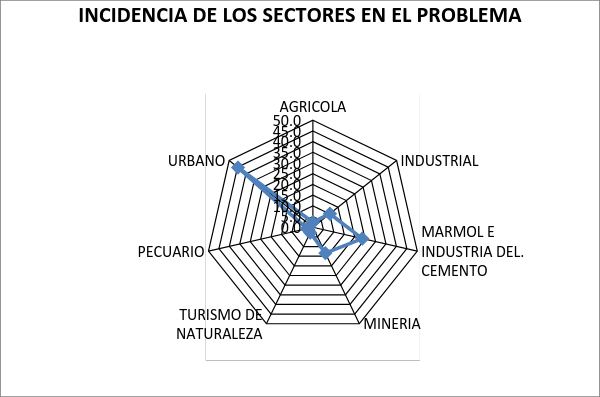 INCIDENCIA DE LOS SECTORES EN EL PROBLEMA
AGRICOLA
50.0
45.0
40.0
35.0
30.0
25.0
20.0
15.0
10.0
5.0
0.0
URBANO
INDUSTRIAL
MARMOL E
INDUSTRIA DEL.
CEMENTO
PECUARIO
TURISMO DE
NATURALEZA
MINERIA